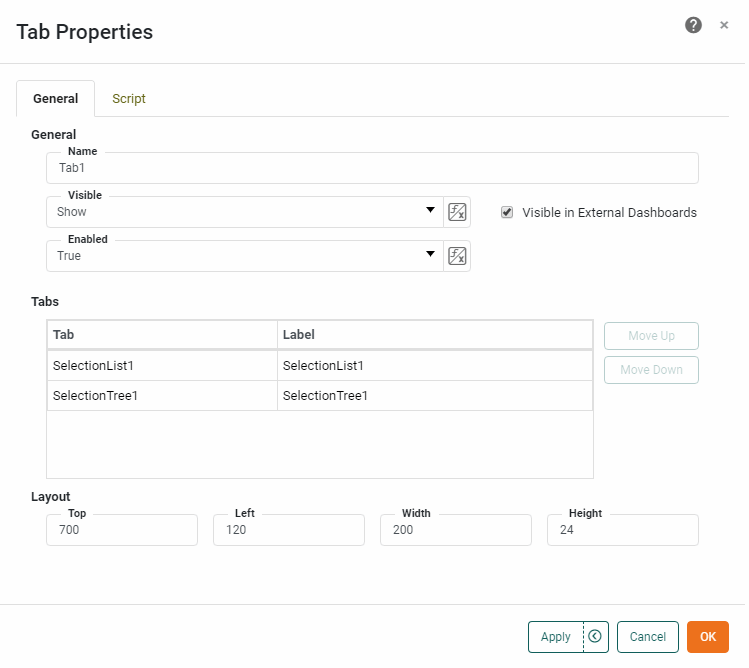 Tab Properties
General
Script
General
Name
Tab1
Visible
Show
Visible in External Dashboards
Enabled
True
Tabs
Tab Label
SelectionList1 SelectionList1
SelectionTree1 SelectionTree1
Move Up
Move Down
Layout
Top Left Width Height
700 120 200 24
Apply Cancel OK